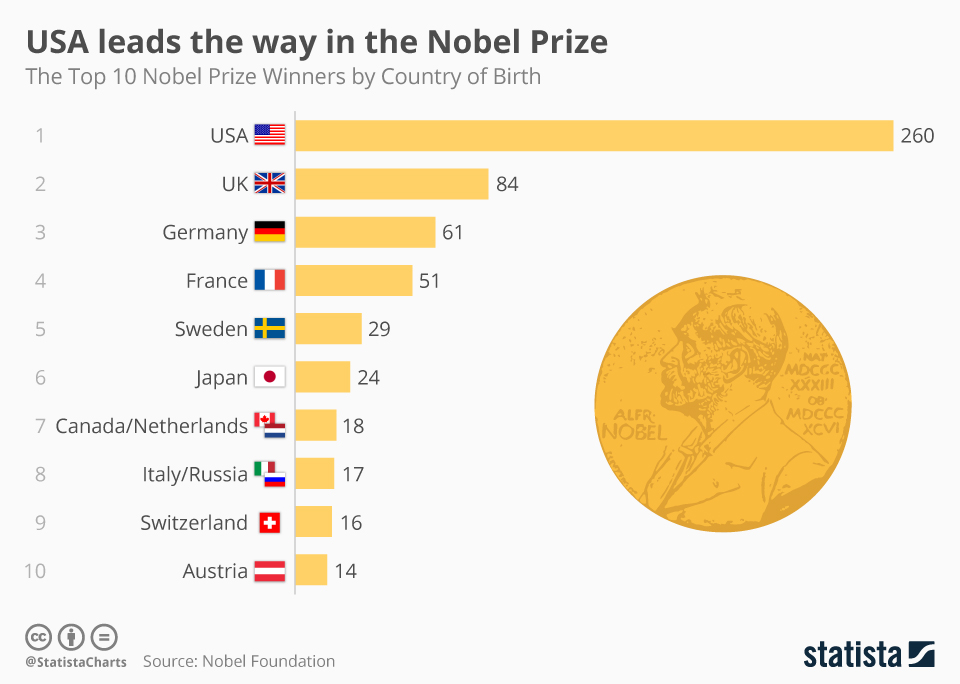 USA leads the way in the Nobel Prize
The Top 10 Nobel Prize Winners by Country of Birth
1 USA 260
2 UK 84
3 Germany 61
4 France 51
5 Sweden 29
6 Japan 24
7 Canada/Netherlands 18
8 Italy/Russia 17
9 Switzerland 16
10 Austria 14
ALFR.
NOBEL
NAT
MDCCC
XXXIII
OB
MDCCC
XCVI
cc
@StatistaCharts Source: Nobel Foundation
statista